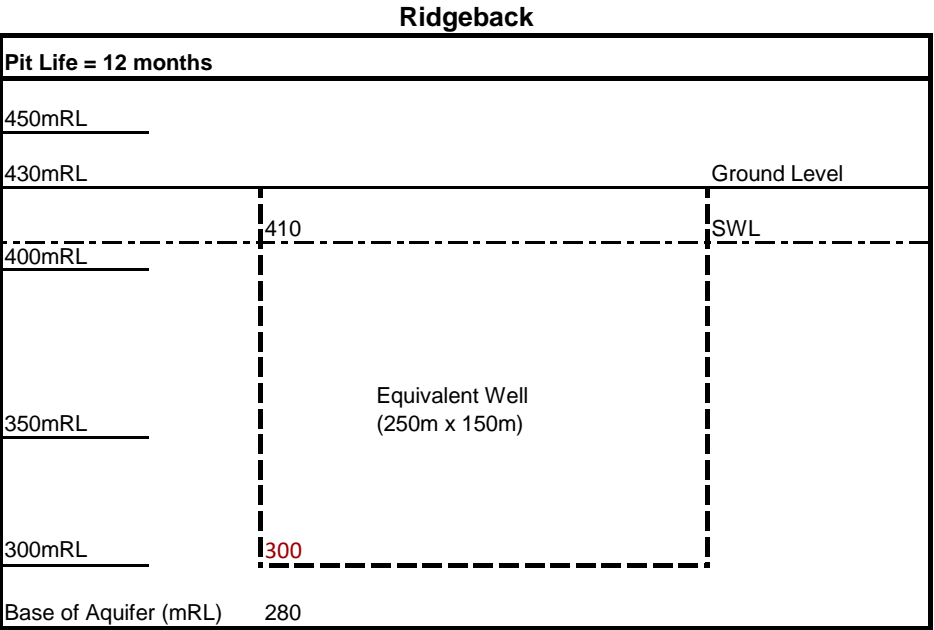 Ridgeback
Pit Life = 12 months
450mRL
430mRL Ground Level
410 SWL
400mRL
Equivalent Well
350mRL (250m x 150m)
300mRL 300
Base of Aquifer (mRL) 280